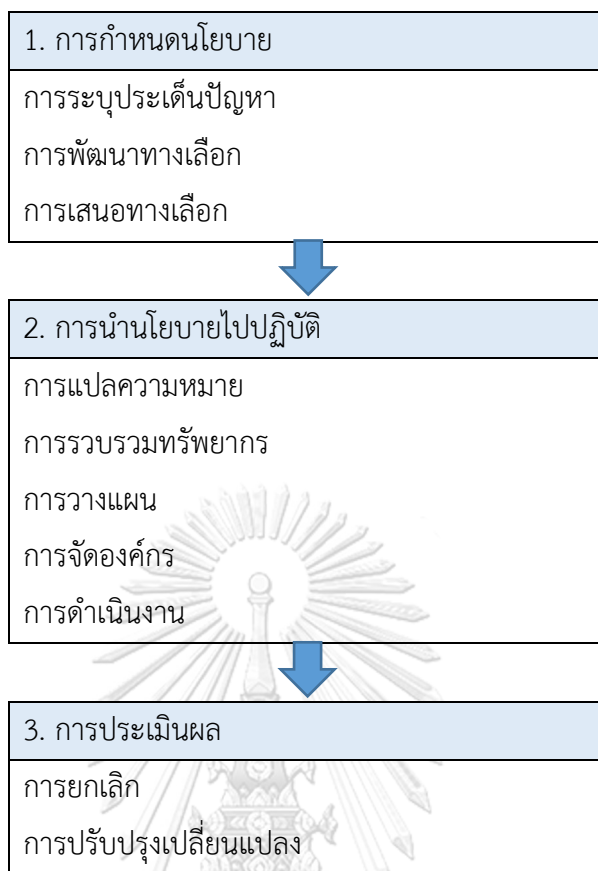 1. การกำหนดนโยบาย
การระบุประเด็นปัญหา
การพัฒนาทางเลือก
การเสนอทางเลือก
2. การนำนโยบายไปปฏิบัติ
การแปลความหมาย
การรวบรวมทรัพยากร
การวางแผน
การจัดองค์กร
การดำเนินงาน
3. การประเมินผล
การยกเลิก
การปรับปรุงเปลี่ยนแปลง